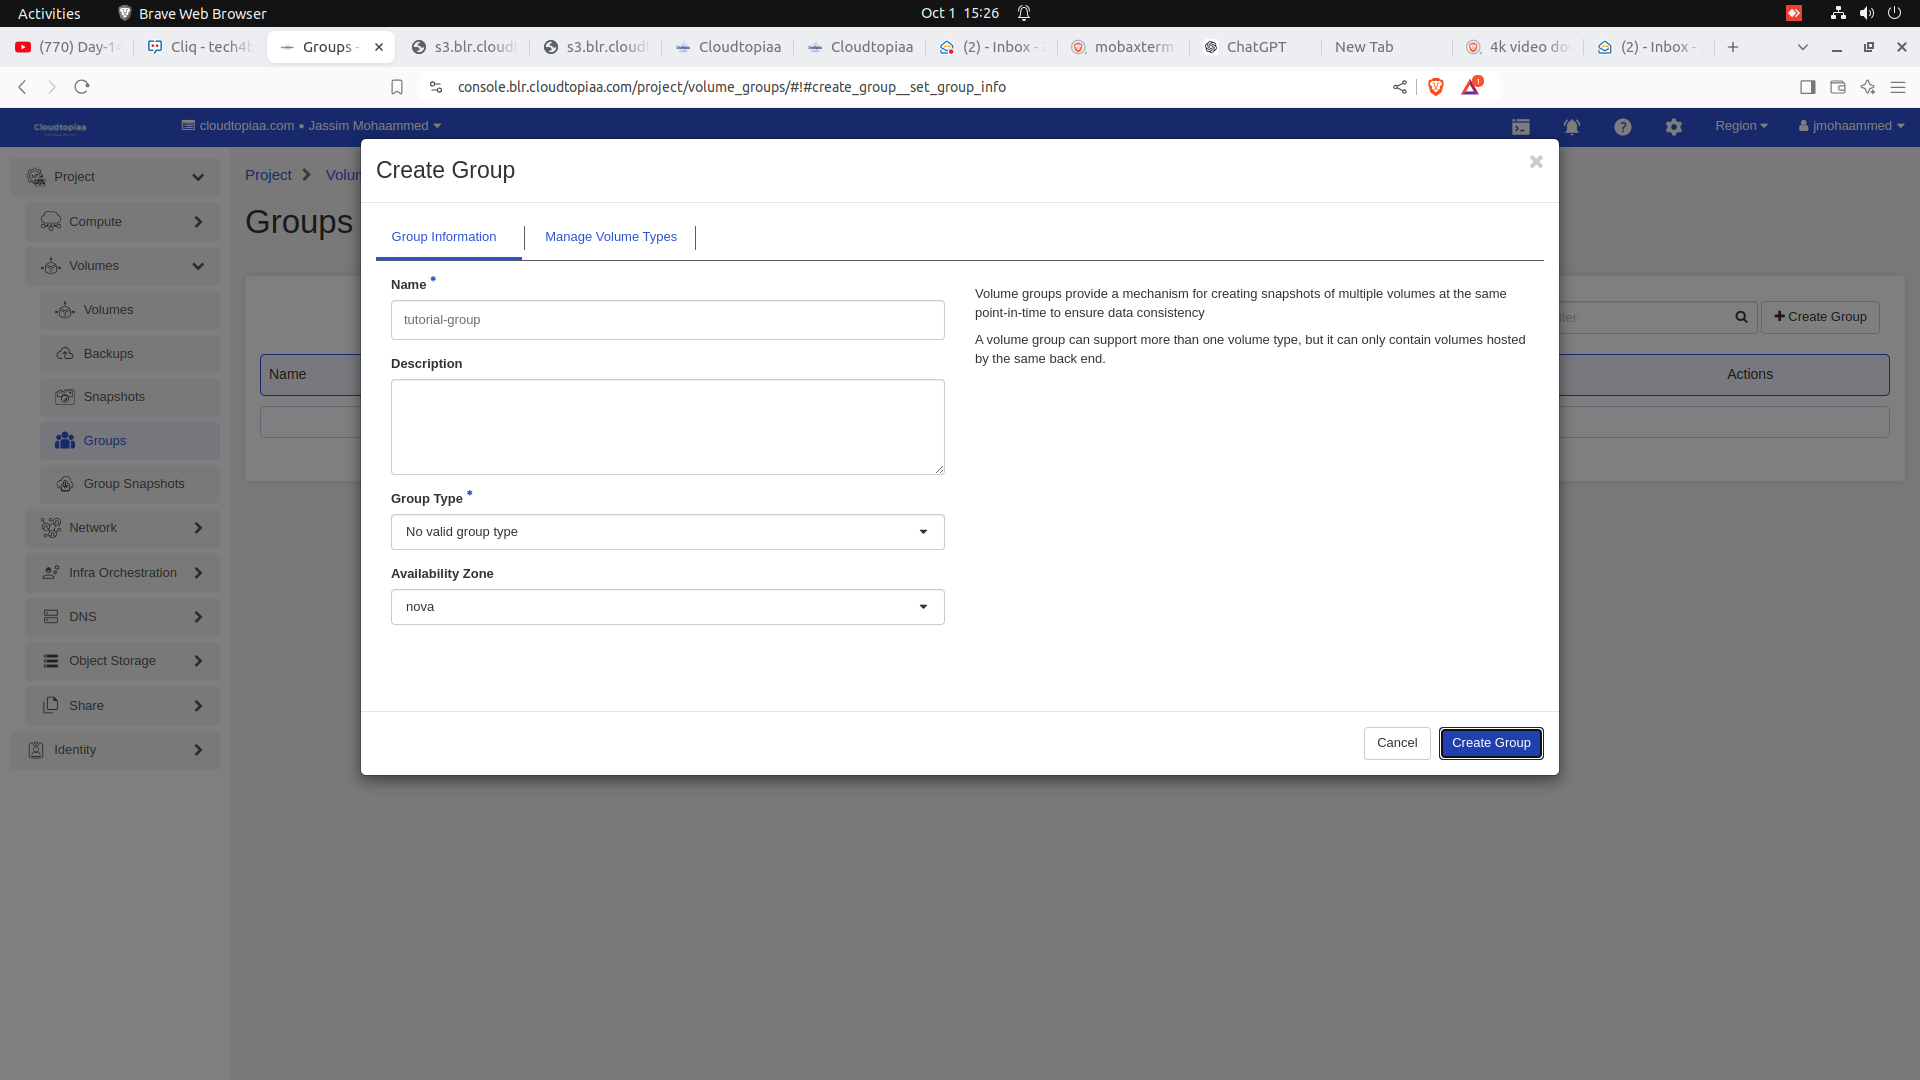 Activities
Brave Web Browser
Oct 1 15:26
(770) Day-14
Cliq - tech4b
Groups -
s3.blr.cloud
s3.blr.cloud
Cloudtopiaa
Cloudtopiaa
(2) - Inbox -
mobaxterm
ChatGPT
New Tab
4k video do
(2) - Inbox -
console.blr.cloudtopiaa.com/project/volume_groups/#!#create_group__set_group_info
1
Cloudtopiaa
cloudtopiaa.com • Jassim Mohaammed
Region
jmohaammed
Project
Compute
Volumes
Volumes
Backups
Snapshots
Groups
Group Snapshots
Network
Infra Orchestration
DNS
Object Storage
Share
Identity
Project
Volum
Groups
Create Group
Name
Actions
Create Group
Group Information
Manage Volume Types
Name *
tutorial-group
Description
Group Type *
No valid group type
Availability Zone
nova
Volume groups provide a mechanism for creating snapshots of multiple volumes at the same
point-in-time to ensure data consistency
A volume group can support more than one volume type, but it can only contain volumes hosted
by the same back end.
Cancel
Create Group